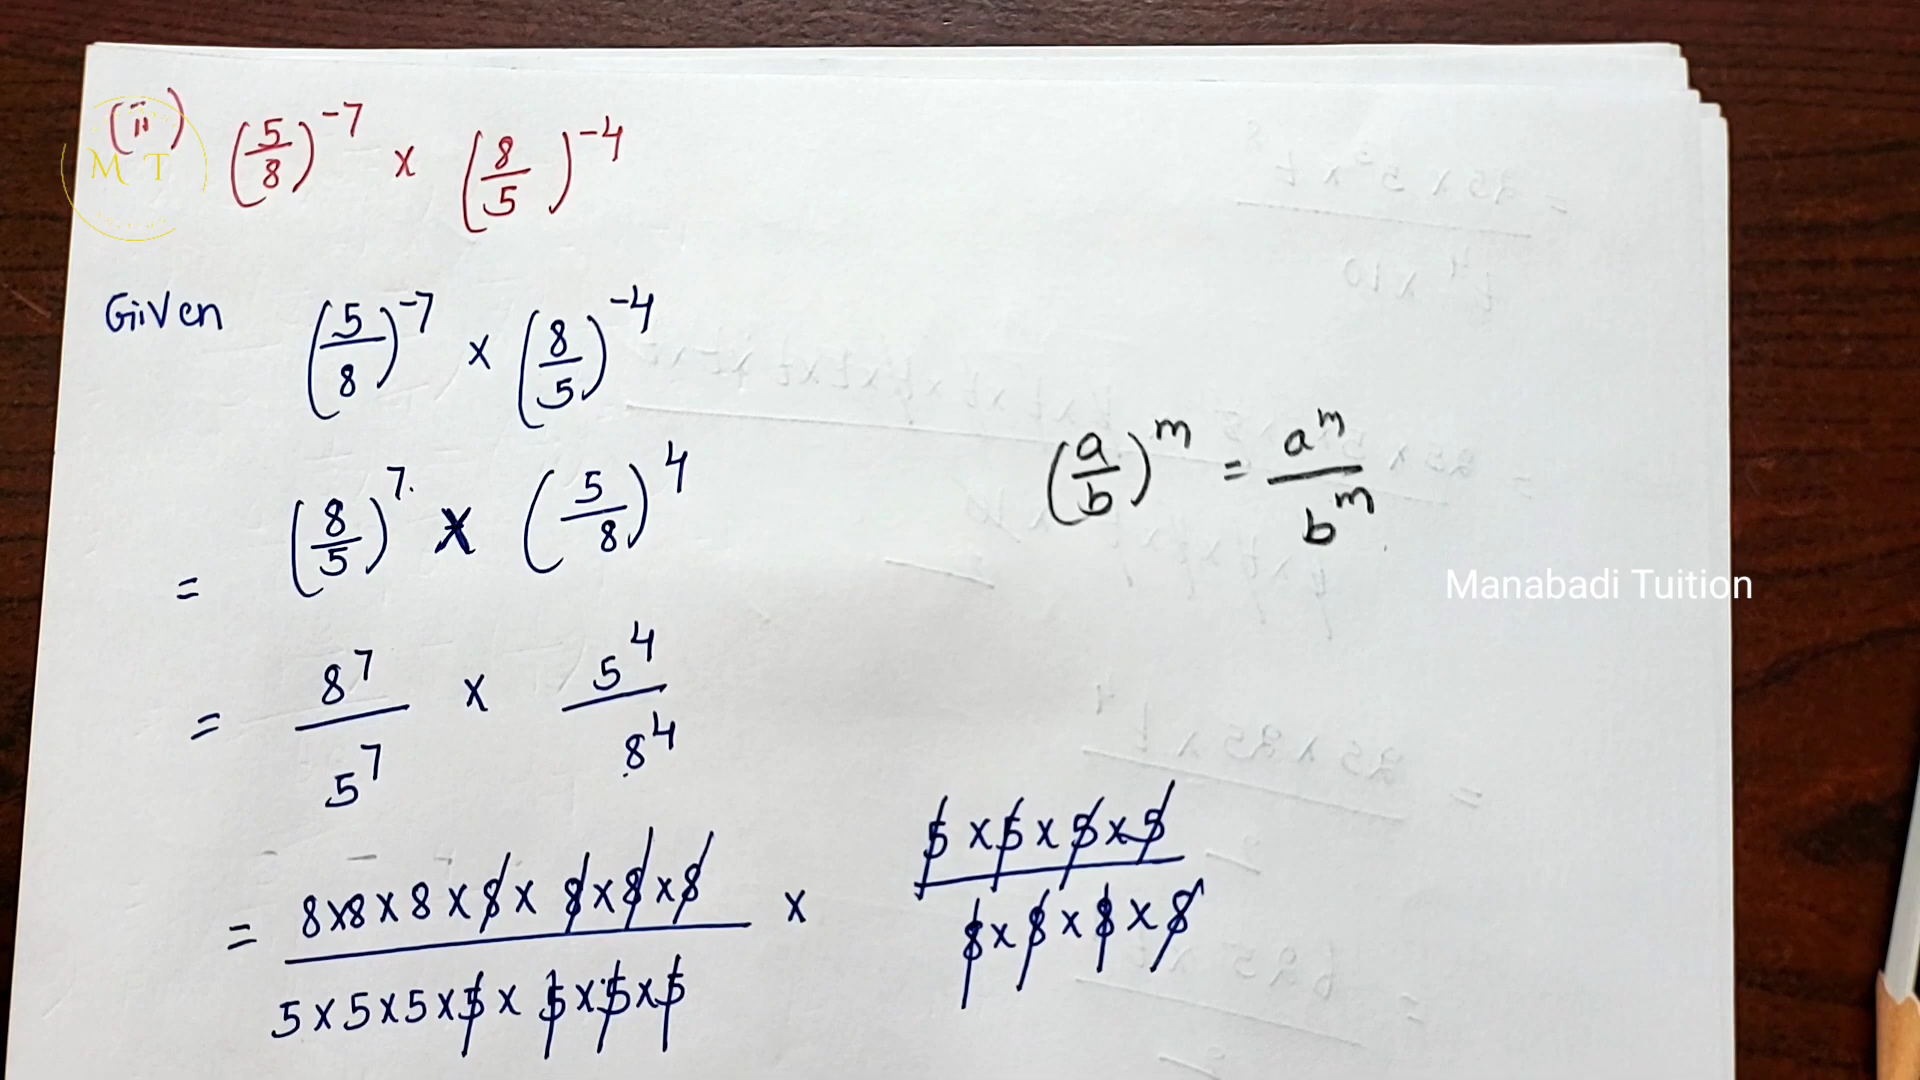 (ii) (5/8)^-7 x (8/5)^-4
M T
Given (5/8)^-7 x (8/5)^-4
= (8/5)^7 x (5/8)^4
(a/b)^m = a^m/b^m
Manabadi Tuition
= 8^7/5^7 x 5^4/8^4
= 8x8x8x8x8x8x8 / 5x5x5x5x5x5x5 x 5x5x5x5 / 8x8x8x8